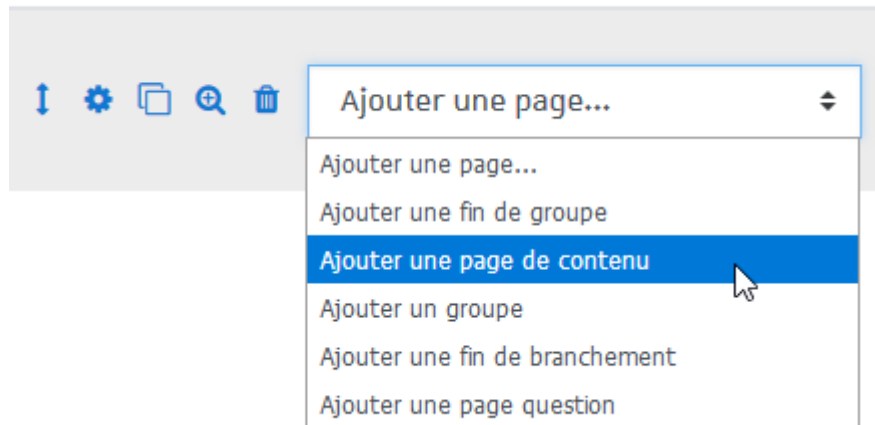 Ajouter une page...
Ajouter une page...
Ajouter une fin de groupe
Ajouter une page de contenu
Ajouter un groupe
Ajouter une fin de branchement
Ajouter une page question